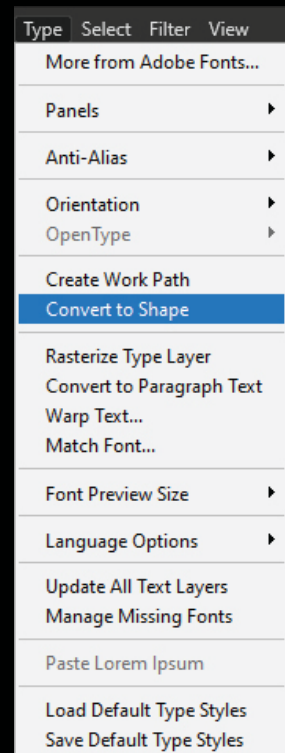 Type Select Filter View
More from Adobe Fonts...
Panels
Anti-Alias
Orientation
OpenType
Create Work Path
Convert to Shape
Rasterize Type Layer
Convert to Paragraph Text
Warp Text...
Match Font...
Font Preview Size
Language Options
Update All Text Layers
Manage Missing Fonts
Paste Lorem Ipsum
Load Default Type Styles
Save Default Type Styles